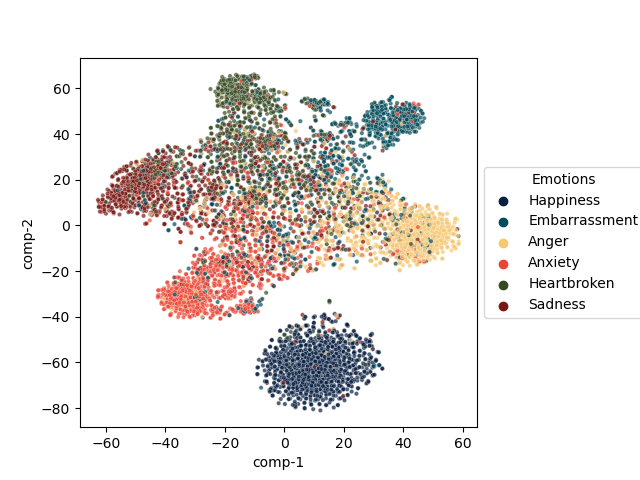 60
40
20
0
−20
−40
−60
−80
comp-2
−60
−40
−20
0
20
40
60
comp-1
Emotions
Happiness
Embarrassment
Anger
Anxiety
Heartbroken
Sadness